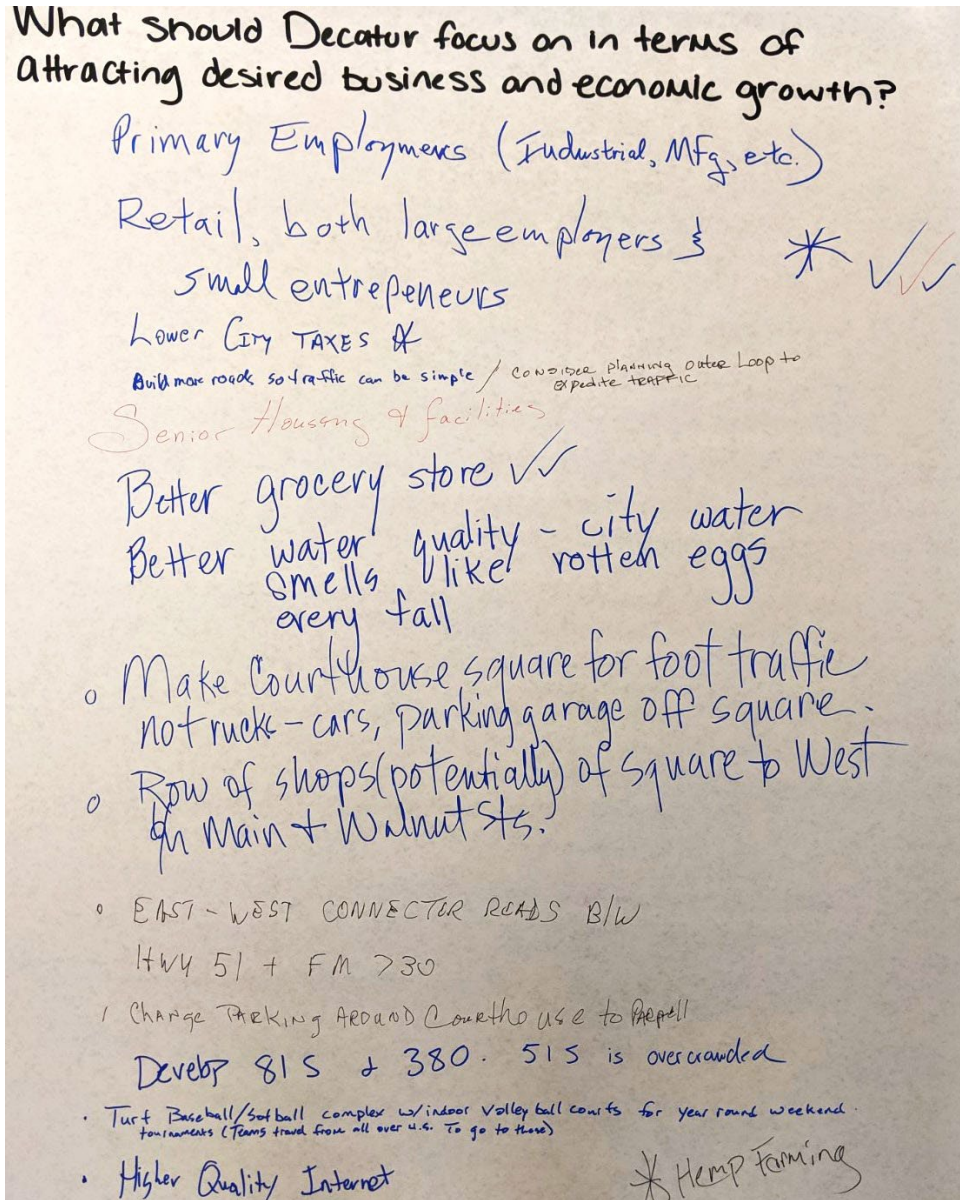 What should Decatur focus on in terms of
attracting desired business and economic growth?
Primary Employmers (Industrial, Mfg, etc.)
Retail, both large employers &
small entrepeneurs
Lower City TAXES *
Build more roads so traffic can be simple / CONSIDER PLANNING outer Loop to
expedite TRAFFIC
Senior Housing & facilities
Better grocery store ✓✓
Better water quality - city water
smells like rotten eggs
every fall
o Make Courthouse square for foot traffic
not rucks - cars, parking garage off square.
o Row of shops (potentially) of square to West
on Main + Walnut Sts.
o EAST-WEST CONNECTOR ROADS B/W
HWY 51 + FM 730
Change PARKING AROUND Courthouse to
Develop 81 S & 380. 51 S is overcrowded
· Turf Baseball/Sotball complex w/indoor Volleyball courts for year round weekend
tournaments (Teams travel from all over U.S. To go to these)
· Higher Quality Internet
* Hemp Farming